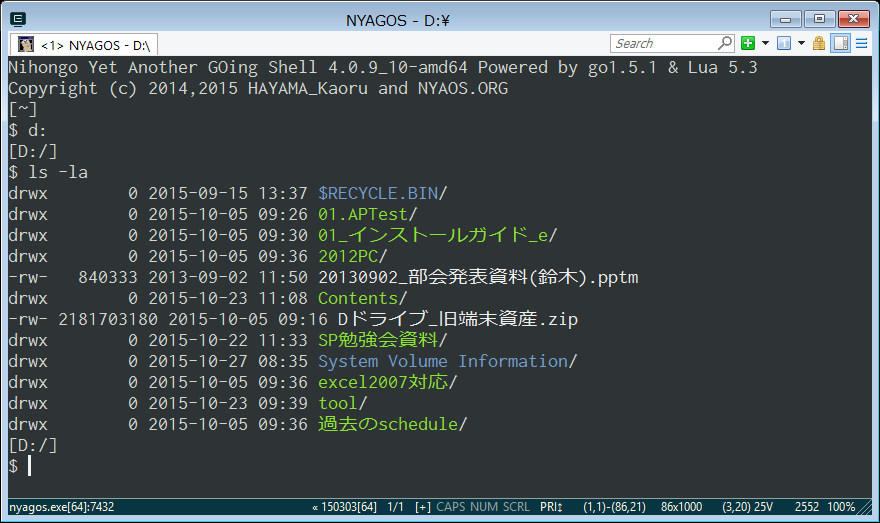 NYAGOS - D:¥
<1> NYAGOS - D:\
Search
Nihongo Yet Another GOing Shell 4.0.9_10-amd64 Powered by go1.5.1 & Lua 5.3
Copyright (c) 2014,2015 HAYAMA_Kaoru and NYAOS.ORG
[~]
$ d:
[D:/]
$ ls -la
drwx        0 2015-09-15 13:37 $RECYCLE.BIN/
drwx        0 2015-10-05 09:26 01.APTest/
drwx        0 2015-10-05 09:30 01_インストールガイド_e/
drwx        0 2015-10-05 09:36 2012PC/
-rw-   840333 2013-09-02 11:50 20130902_部会発表資料(鈴木).pptm
drwx        0 2015-10-23 11:08 Contents/
-rw- 2181703180 2015-10-05 09:16 Dドライブ_旧端末資産.zip
drwx        0 2015-10-22 11:33 SP勉強会資料/
drwx        0 2015-10-27 08:35 System Volume Information/
drwx        0 2015-10-05 09:36 excel2007対応/
drwx        0 2015-10-23 09:39 tool/
drwx        0 2015-10-05 09:36 過去のschedule/
[D:/]
$
nyagos.exe[64]:7432 « 150303[64] 1/1 [+] CAPS NUM SCRL PRI↕ (1,1)-(86,21) 86x1000 (3,20) 25V 2552 100%